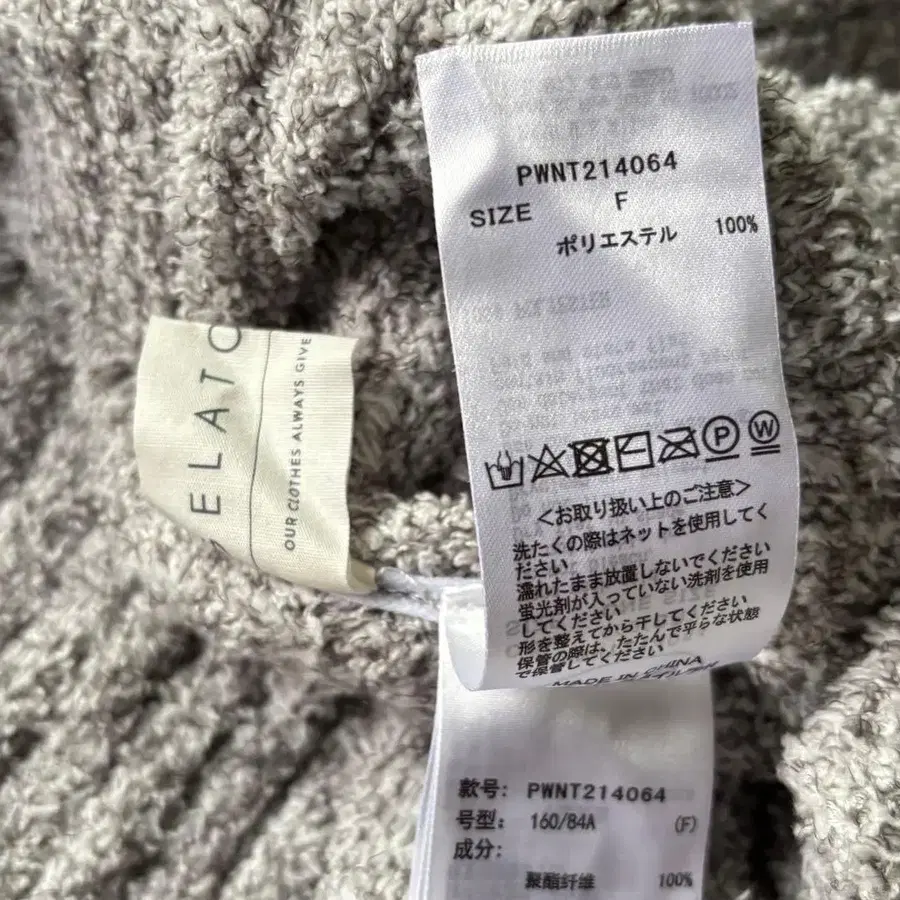 PWNT214064
SIZE F
ポリエステル 100%
P W
<お取り扱い上のご注意>
洗たくの際はネットを使用してく
ださい
濡れたまま放置しないでください
蛍光剤が入っていない洗剤を使用
してください
形を整えてから干してください
保管の際は、たたんで平らな状態
で保管してください
MADE IN CHINA
ELATO
OUR CLOTHES ALWAYS GIVE
款号: PWNT214064
号型: 160/84A (F)
成分:
聚酯纤维 100%